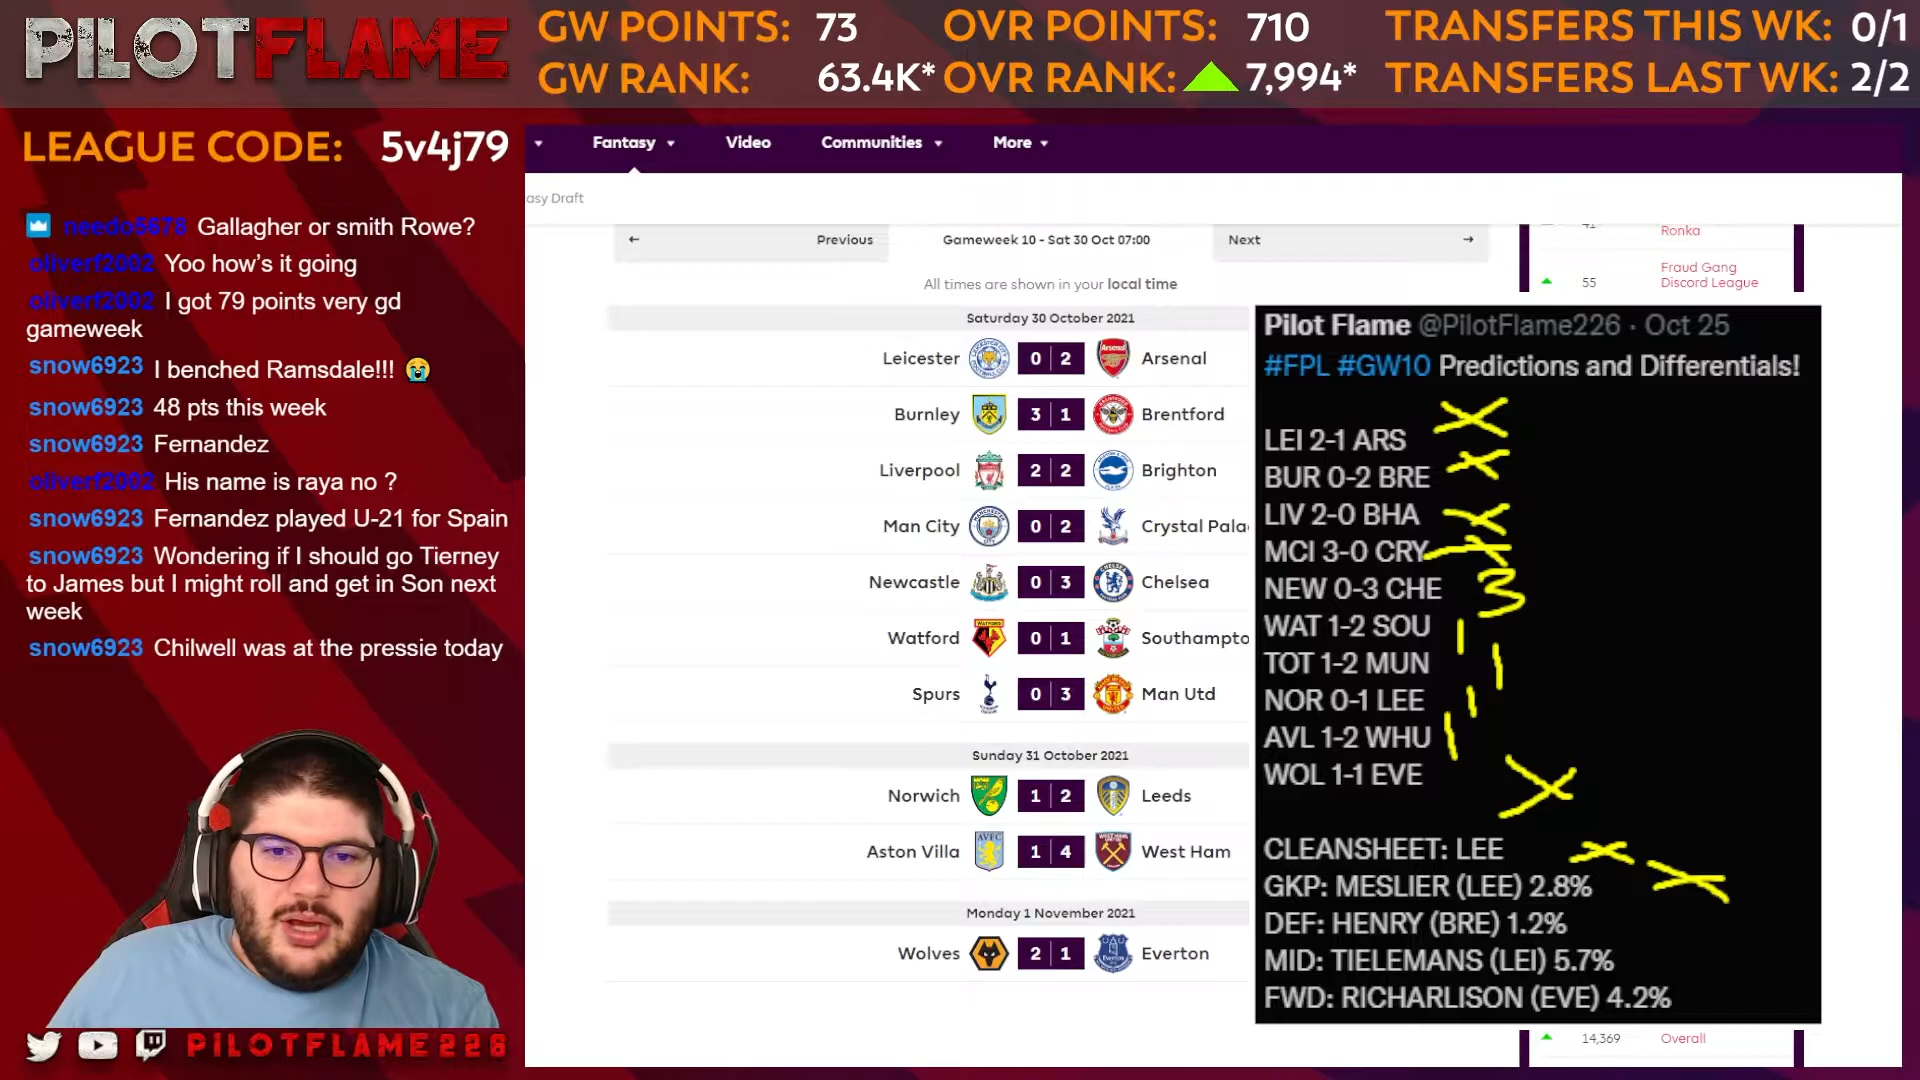 PILOTFLAME
GW POINTS: 73
OVR POINTS: 710
TRANSFERS THIS WK: 0/1
GW RANK: 63.4K*
OVR RANK: 7,994*
TRANSFERS LAST WK: 2/2
LEAGUE CODE: 5v4j79
needo5678 Gallagher or smith Rowe?
oliverf2002 Yoo how's it going
oliverf2002 I got 79 points very gd
gameweek
snow6923 I benched Ramsdale!!! 😭
snow6923 48 pts this week
snow6923 Fernandez
oliverf2002 His name is raya no ?
snow6923 Fernandez played U-21 for Spain
snow6923 Wondering if I should go Tierney
to James but I might roll and get in Son next
week
snow6923 Chilwell was at the pressie today
PILOTFLAME226
Fantasy Video Communities More
asy Draft
← Previous Gameweek 10 - Sat 30 Oct 07:00 Next →
All times are shown in your local time
Saturday 30 October 2021
Leicester 0 | 2 Arsenal
Burnley 3 | 1 Brentford
Liverpool 2 | 2 Brighton
Man City 0 | 2 Crystal Pala
Newcastle 0 | 3 Chelsea
Watford 0 | 1 Southampto
Spurs 0 | 3 Man Utd
Sunday 31 October 2021
Norwich 1 | 2 Leeds
Aston Villa 1 | 4 West Ham
Monday 1 November 2021
Wolves 2 | 1 Everton
Ronka
55 Fraud Gang
Discord League
Pilot Flame @PilotFlame226 · Oct 25
#FPL #GW10 Predictions and Differentials!
LEI 2-1 ARS
BUR 0-2 BRE
LIV 2-0 BHA
MCI 3-0 CRY
NEW 0-3 CHE 3
WAT 1-2 SOU
TOT 1-2 MUN
NOR 0-1 LEE
AVL 1-2 WHU
WOL 1-1 EVE
CLEANSHEET: LEE
GKP: MESLIER (LEE) 2.8%
DEF: HENRY (BRE) 1.2%
MID: TIELEMANS (LEI) 5.7%
FWD: RICHARLISON (EVE) 4.2%
14,369 Overall